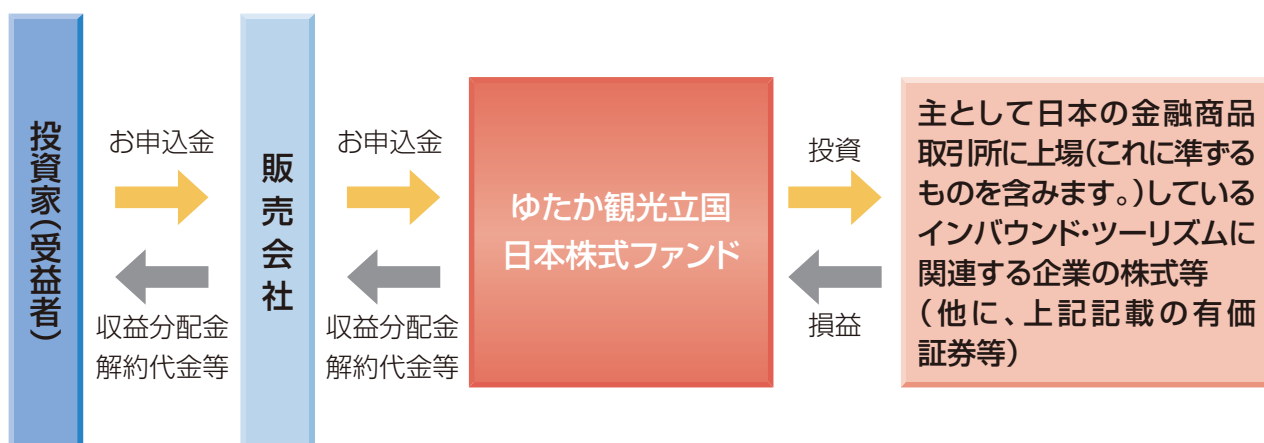 投資家(受益者)
お申込金
収益分配金
解約代金等
販売会社
お申込金
収益分配金
解約代金等
ゆたか観光立国
日本株式ファンド
投資
損益
主として日本の金融商品
取引所に上場(これに準ずる
ものを含みます。)している
インバウンド・ツーリズムに
関連する企業の株式等
(他に、上記記載の有価
証券等)